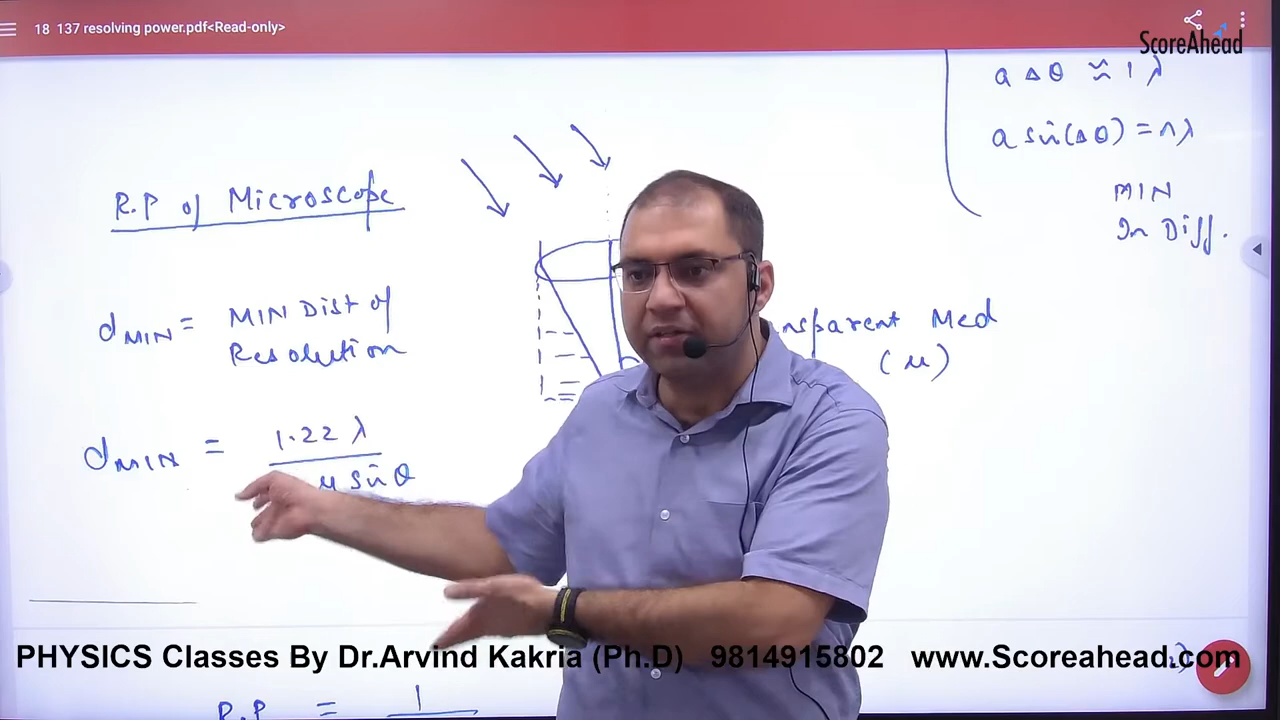 18 137 resolving power.pdf<Read-only>
ScoreAhead
a Δθ ≈ 1 λ
a sin(Δθ) = nλ
MIN
In Diff.
R.P of Microscope
dMIN = MIN Dist of
Resolution
nsparent Med
(μ)
dMIN = 1.22 λ
μ sin θ
PHYSICS Classes By Dr.Arvind Kakria (Ph.D) 9814915802 www.Scoreahead.com
R.P = 1